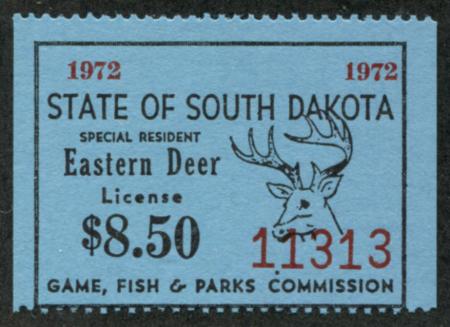 1972 1972
STATE OF SOUTH DAKOTA
SPECIAL RESIDENT
Eastern Deer
License
$8.50
11313
GAME, FISH & PARKS COMMISSION